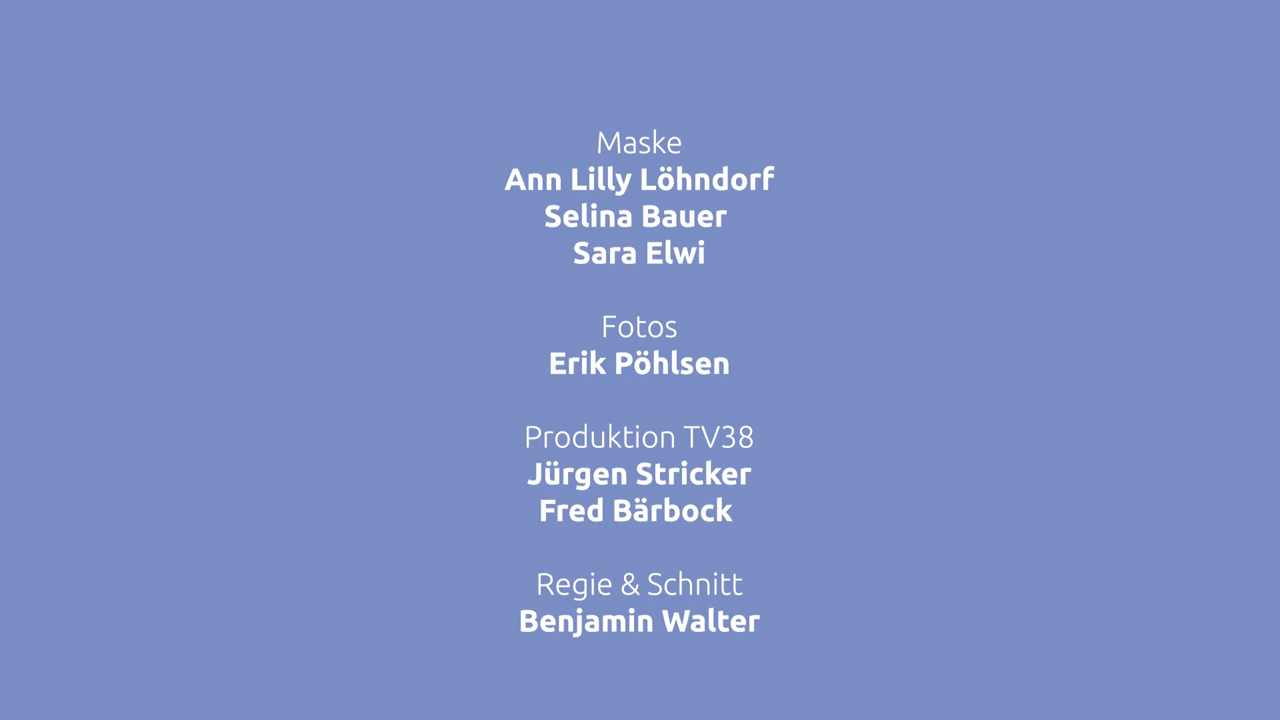 Maske
Ann Lilly Löhndorf
Selina Bauer
Sara Elwi
Fotos
Erik Pöhlsen
Produktion TV38
Jürgen Stricker
Fred Bärbock
Regie & Schnitt
Benjamin Walter